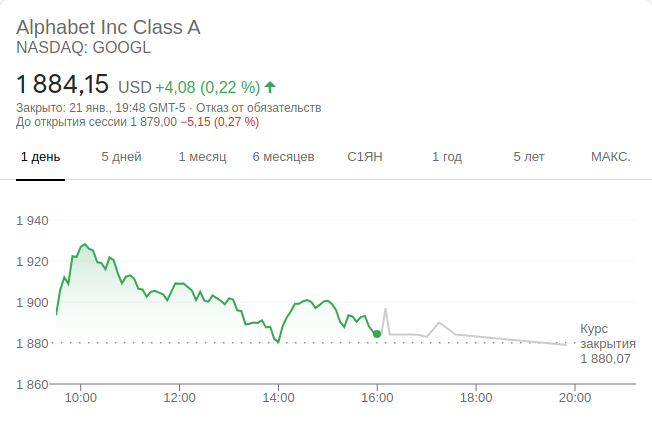 Alphabet Inc Class A
NASDAQ: GOOGL
1 884,15 USD +4,08 (0,22 %)
Закрыто: 21 янв., 19:48 GMT-5 · Отказ от обязательств
До открытия сессии 1 879,00 −5,15 (0,27 %)
1 день 5 дней 1 месяц 6 месяцев С1ЯН 1 год 5 лет МАКС.
1 940
1 920
1 900
1 880
1 860
Курс
закрытия
1 880,07
10:00 12:00 14:00 16:00 18:00 20:00